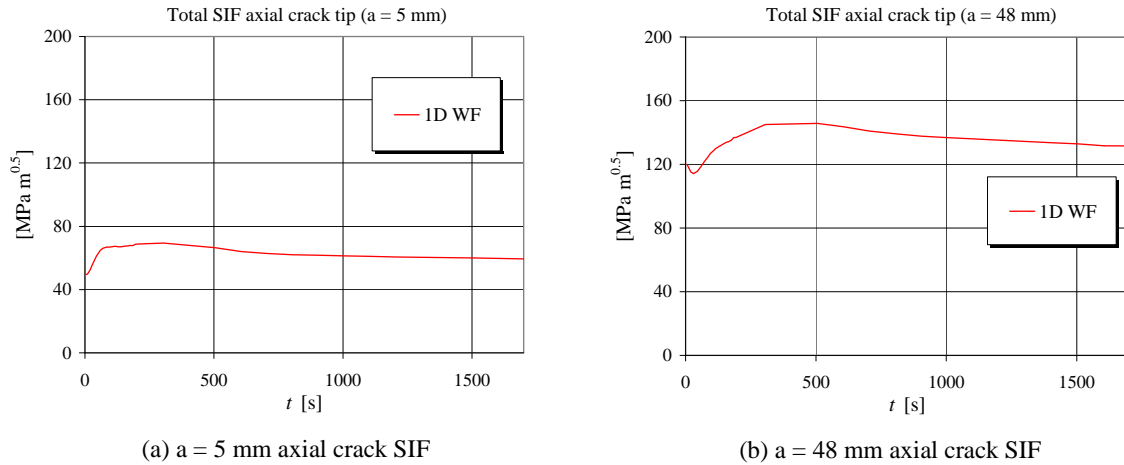 Total SIF axial crack tip (a = 5 mm)
200
160
120
80
40
0
[MPa m^0.5]
1D WF
0 500 1000 1500
t [s]
(a) a = 5 mm axial crack SIF
Total SIF axial crack tip (a = 48 mm)
200
160
120
80
40
0
[MPa m^0.5]
1D WF
0 500 1000 1500
t [s]
(b) a = 48 mm axial crack SIF